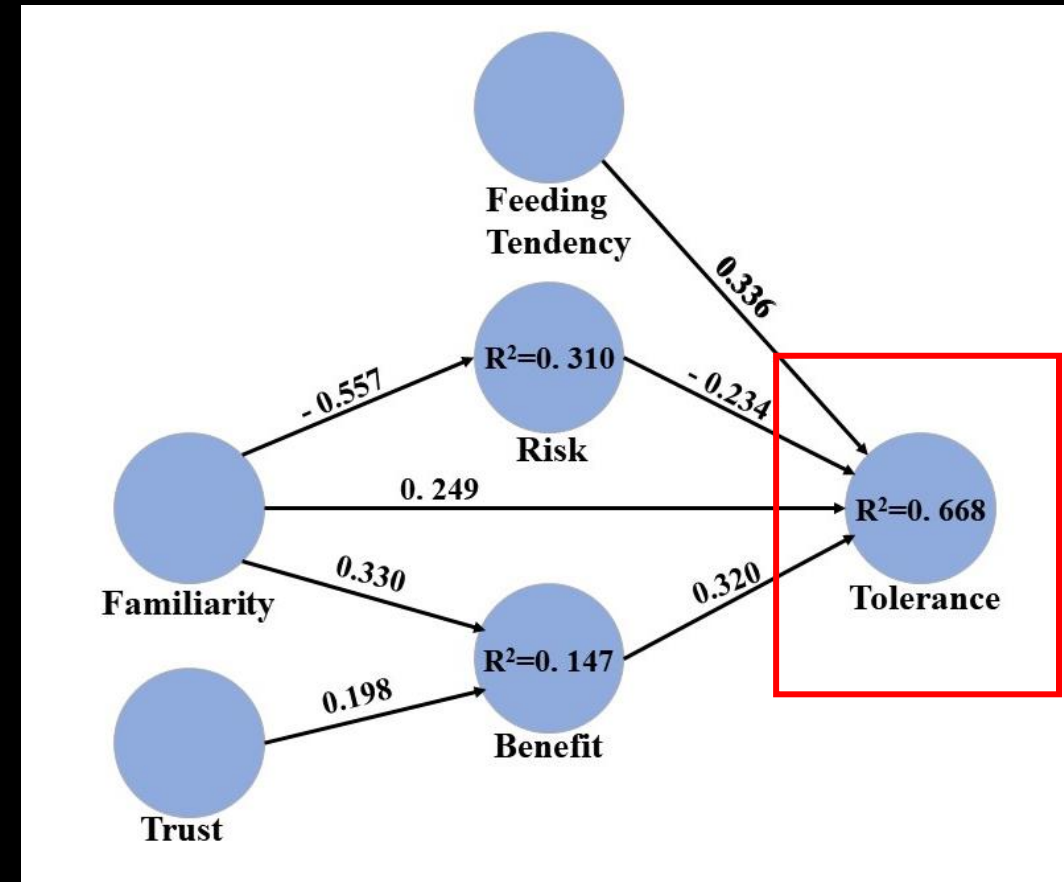 Feeding
Tendency
0.336
R²=0. 310
Risk
- 0.557
- 0.234
0. 249
R²=0. 668
Tolerance
Familiarity
0.330
0.320
R²=0. 147
Benefit
0.198
Trust